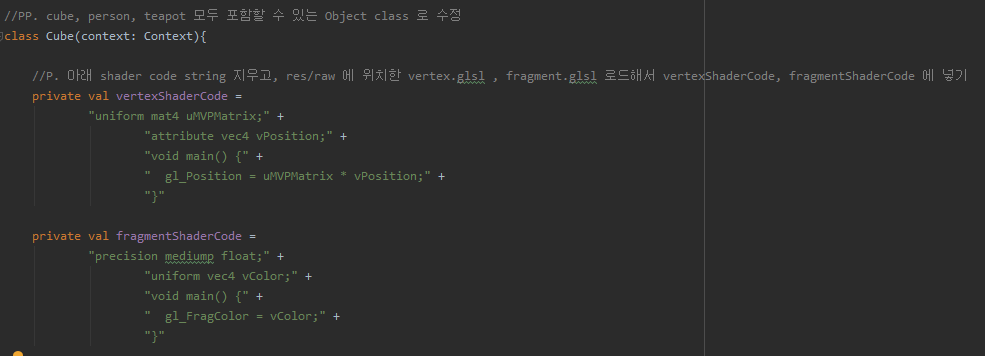 //PP. cube, person, teapot 모두 포함할 수 있는 Object class 로 수정
class Cube(context: Context){
//P. 아래 shader code string 지우고, res/raw 에 위치한 vertex.glsl , fragment.glsl 로드해서 vertexShaderCode, fragmentShaderCode 에 넣기
private val vertexShaderCode =
"uniform mat4 uMVPMatrix;" +
"attribute vec4 vPosition;" +
"void main() {" +
"  gl_Position = uMVPMatrix * vPosition;" +
"}"
private val fragmentShaderCode =
"precision mediump float;" +
"uniform vec4 vColor;" +
"void main() {" +
"  gl_FragColor = vColor;" +
"}"